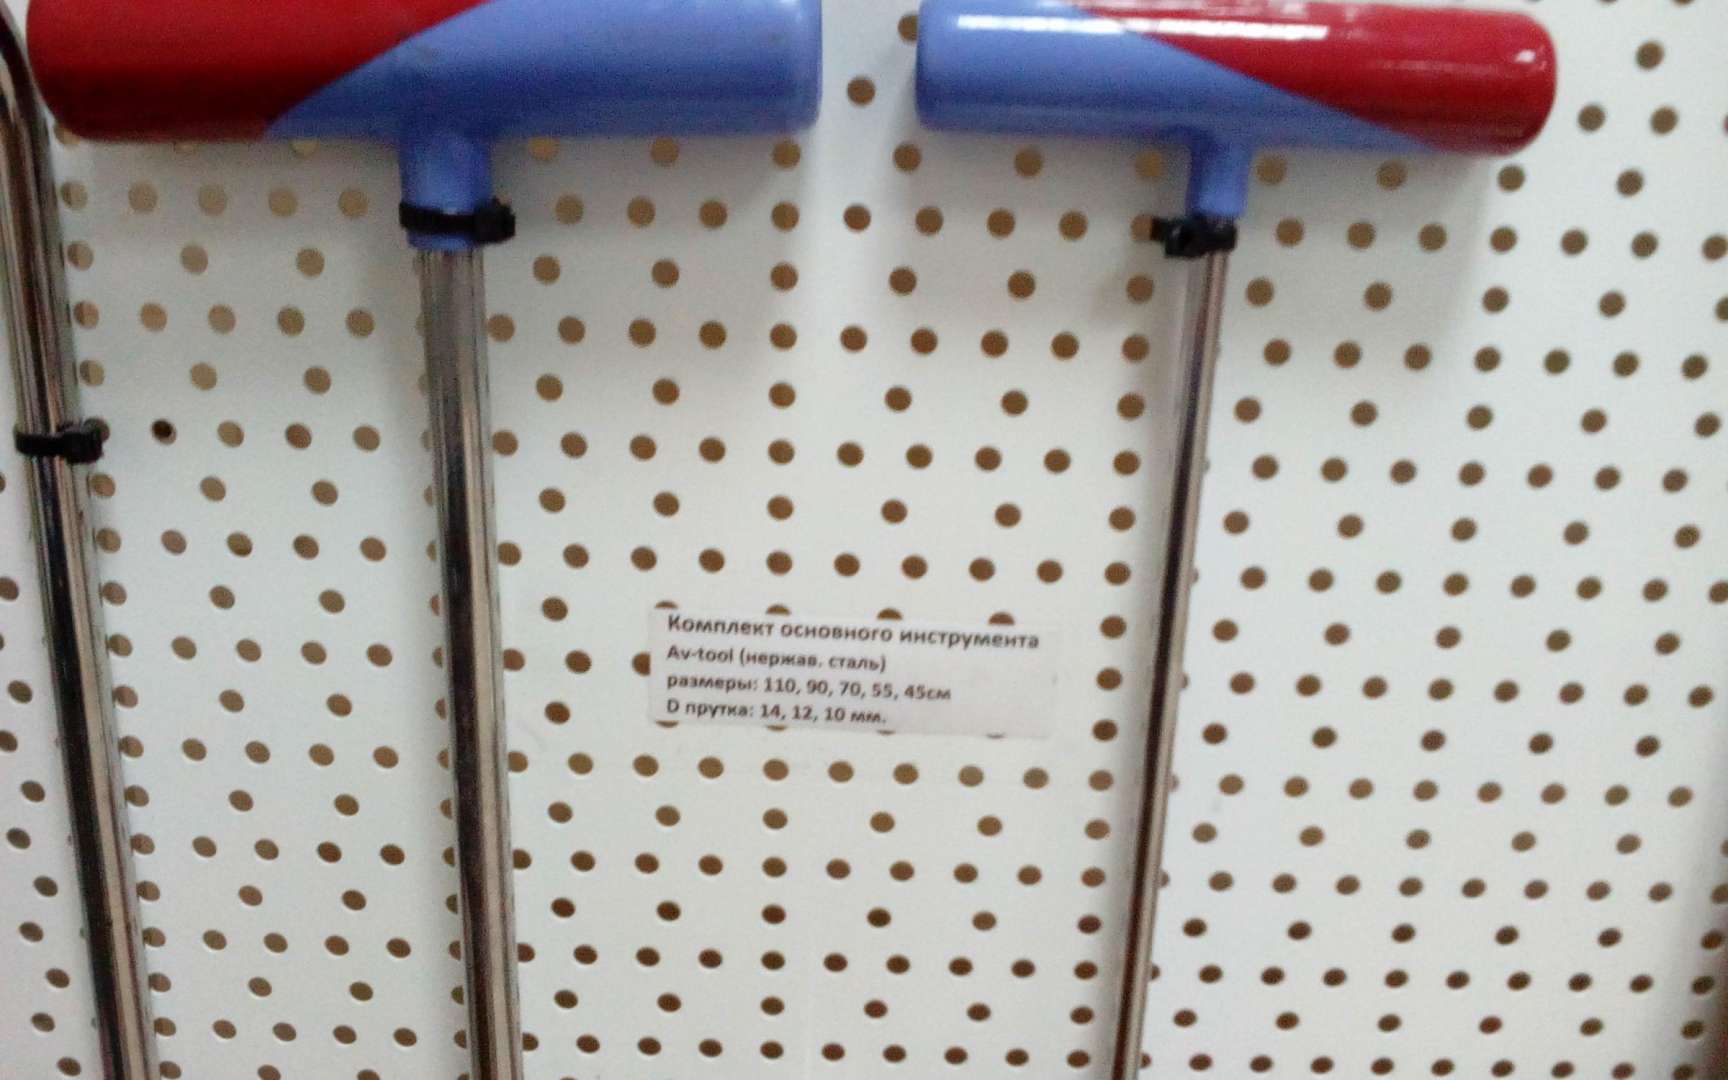 Комплект основного инструмента
Av-tool (нержав. сталь)
размеры: 110, 90, 70, 55, 45см
D прутка: 14, 12, 10 мм.